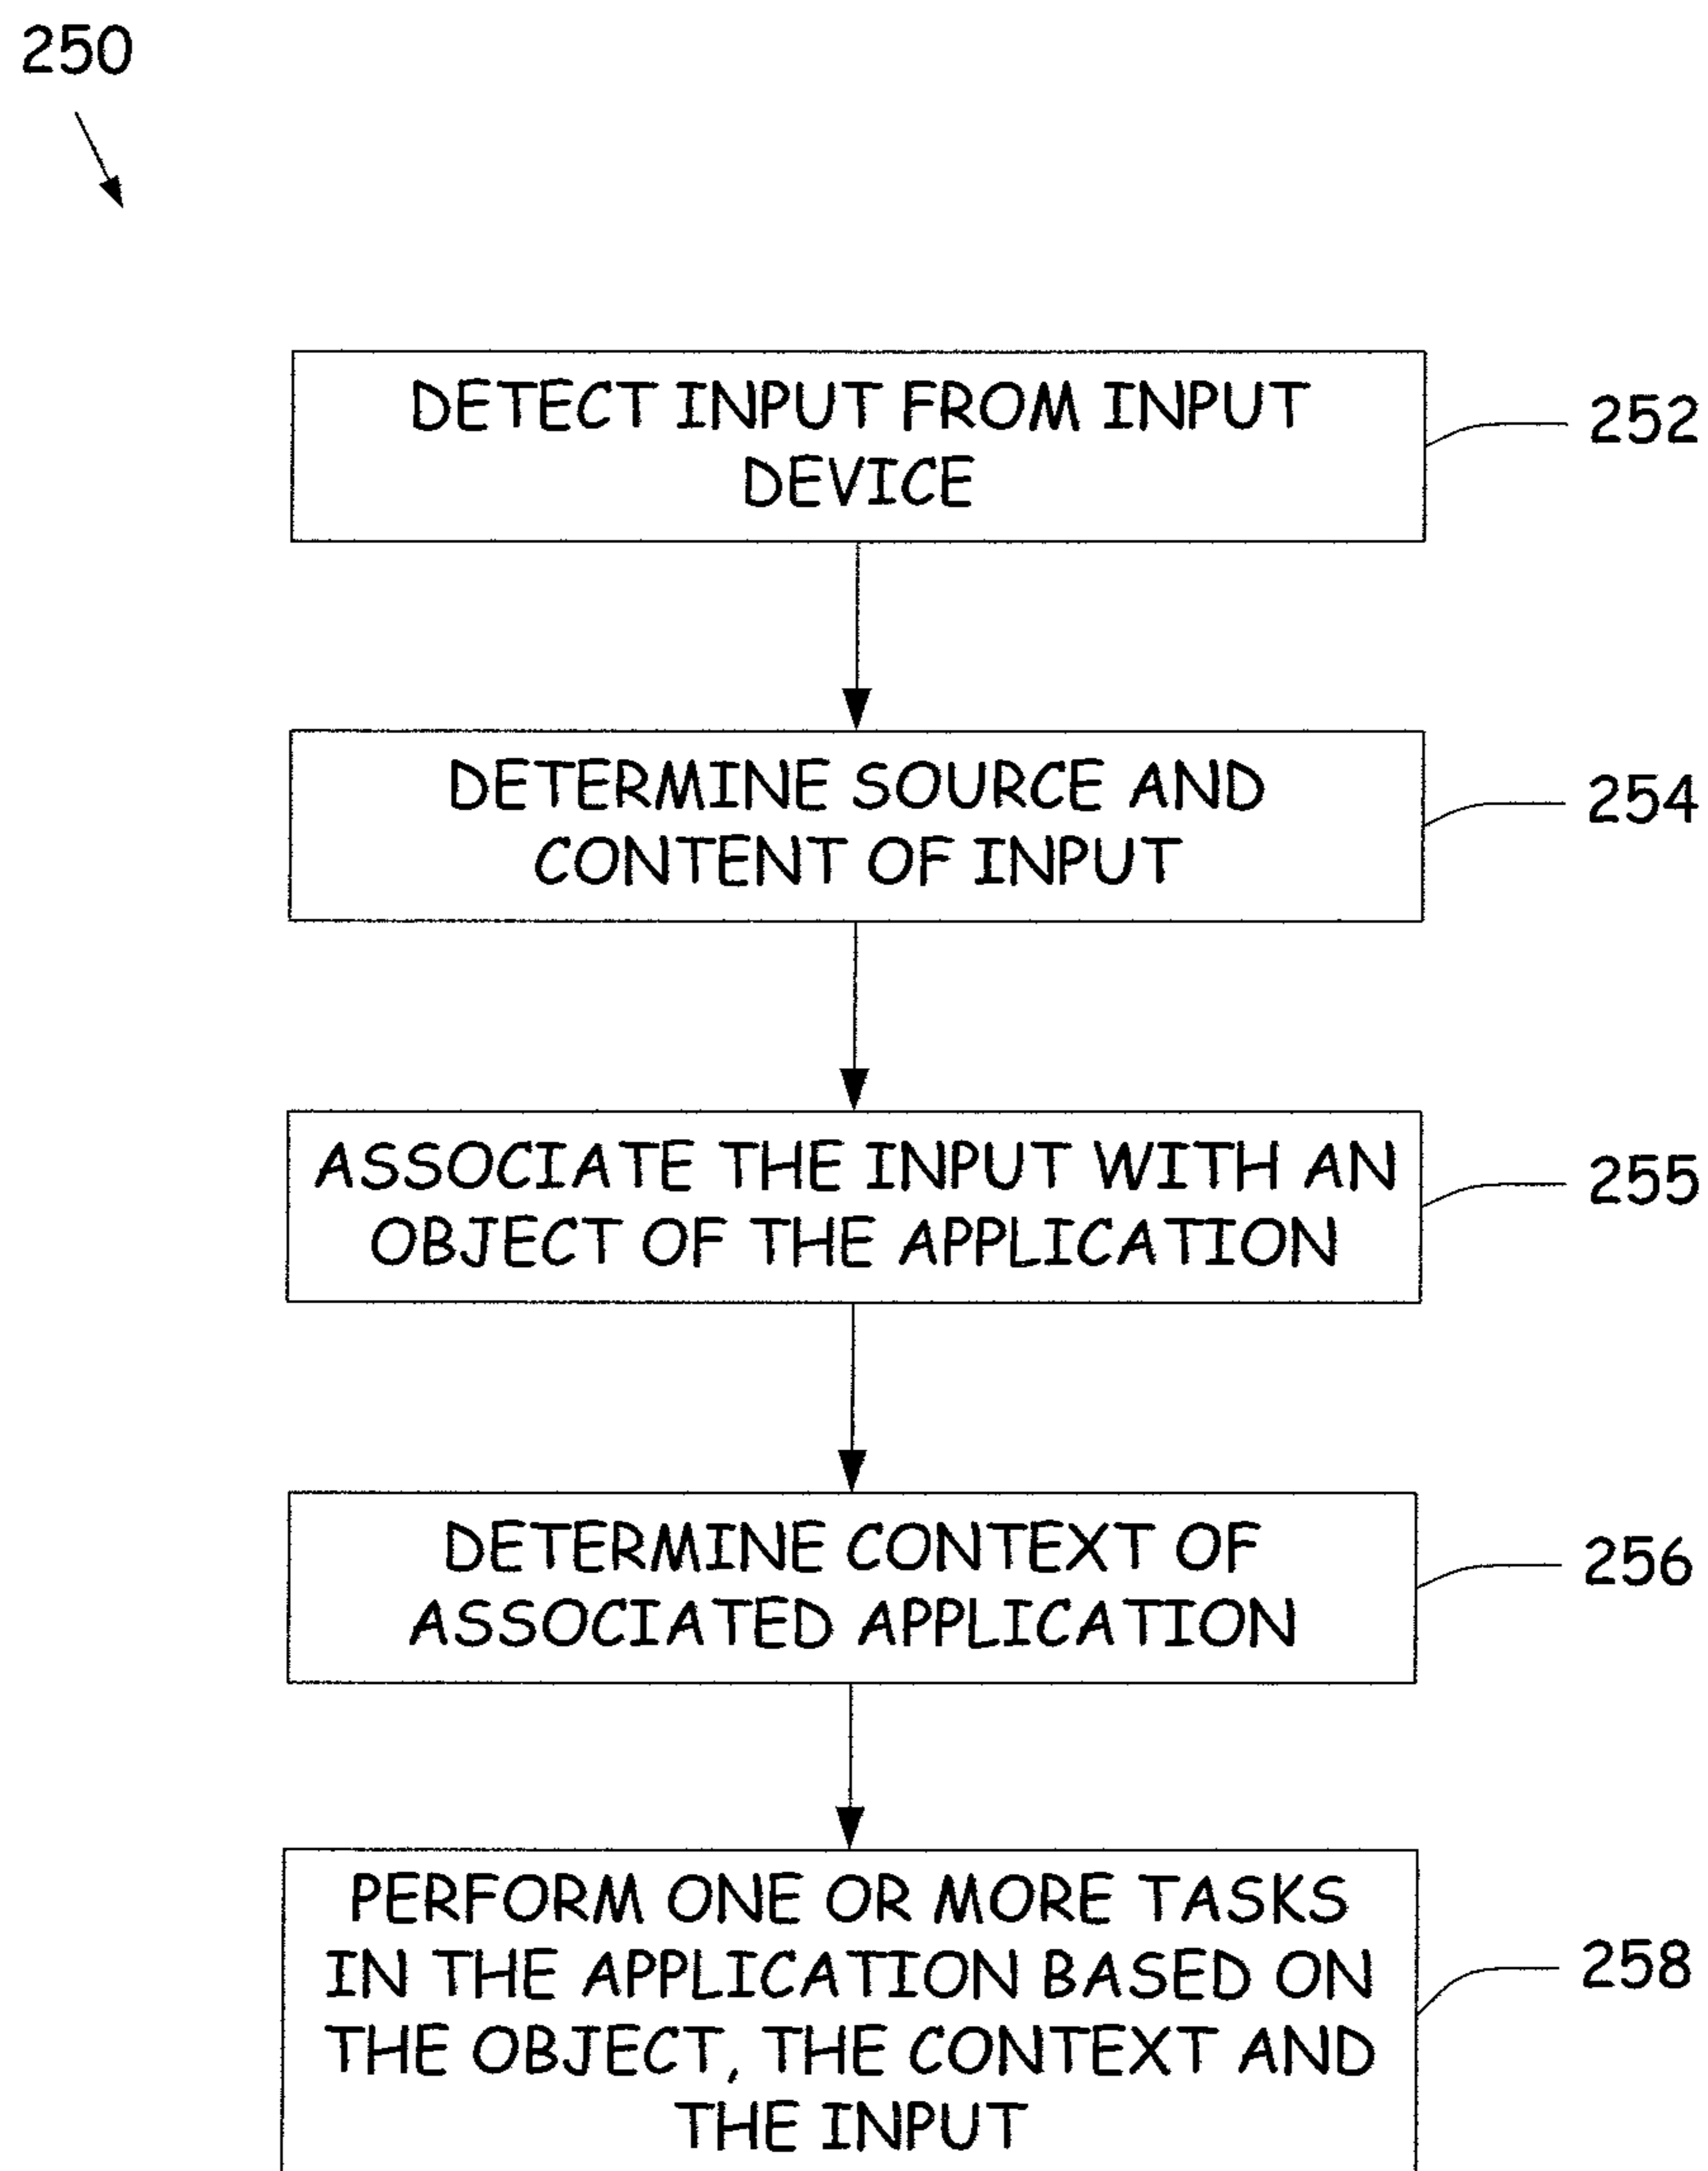 250
DETECT INPUT FROM INPUT
DEVICE
252
DETERMINE SOURCE AND
CONTENT OF INPUT
254
ASSOCIATE THE INPUT WITH AN
OBJECT OF THE APPLICATION
255
DETERMINE CONTEXT OF
ASSOCIATED APPLICATION
256
PERFORM ONE OR MORE TASKS
IN THE APPLICATION BASED ON
THE OBJECT, THE CONTEXT AND
THE INPUT
258